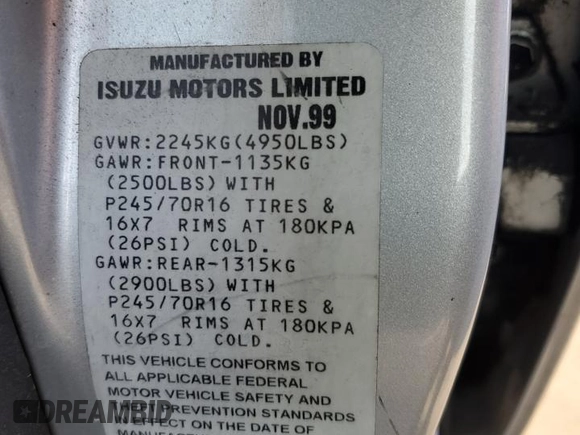 MANUFACTURED BY
ISUZU MOTORS LIMITED
NOV.99
GVWR:2245KG(4950LBS)
GAWR:FRONT-1135KG
(2500LBS) WITH
P245/70R16 TIRES &
16X7 RIMS AT 180KPA
(26PSI) COLD.
GAWR:REAR-1315KG
(2900LBS) WITH
P245/70R16 TIRES &
16X7 RIMS AT 180KPA
(26PSI) COLD.
THIS VEHICLE CONFORMS TO
ALL APPLICABLE FEDERAL
MOTOR VEHICLE SAFETY AND
THEFT PREVENTION STANDARDS
IN EFFECT ON THE DATE OF
DREAMBID